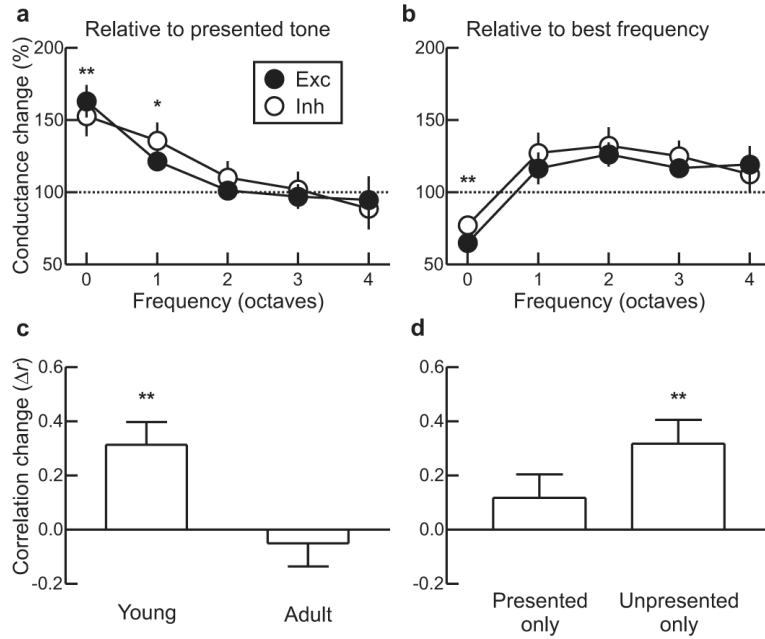 a
Relative to presented tone
Conductance change (%)
200
150
100
50
**
*
Exc
Inh
0 1 2 3 4
Frequency (octaves)
b
Relative to best frequency
200
150
100
50
**
0 1 2 3 4
Frequency (octaves)
c
Correlation change (Δr)
0.6
0.4
0.2
0.0
-0.2
**
Young
Adult
d
0.6
0.4
0.2
0.0
-0.2
**
Presented
only
Unpresented
only